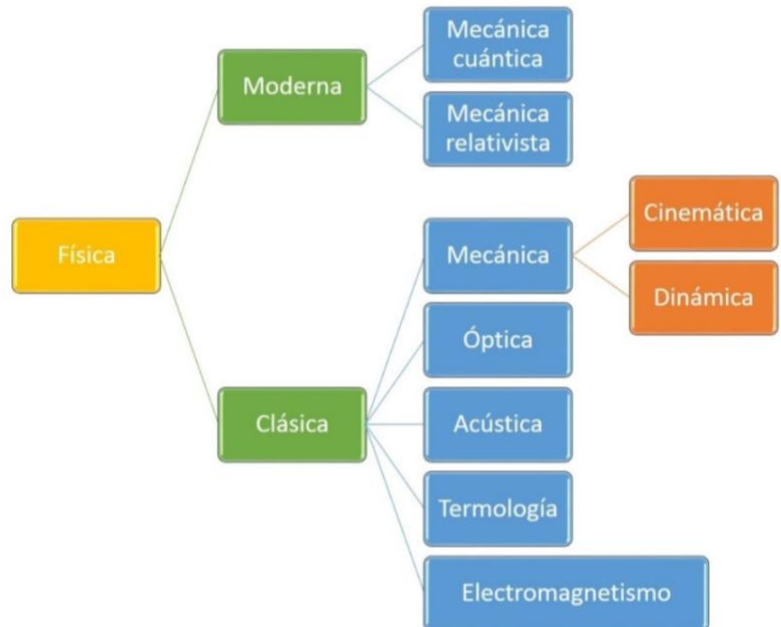 Mecánica
cuántica
Moderna
Mecánica
relativista
Cinemática
Física
Mecánica
Dinámica
Óptica
Clásica
Acústica
Termología
Electromagnetismo